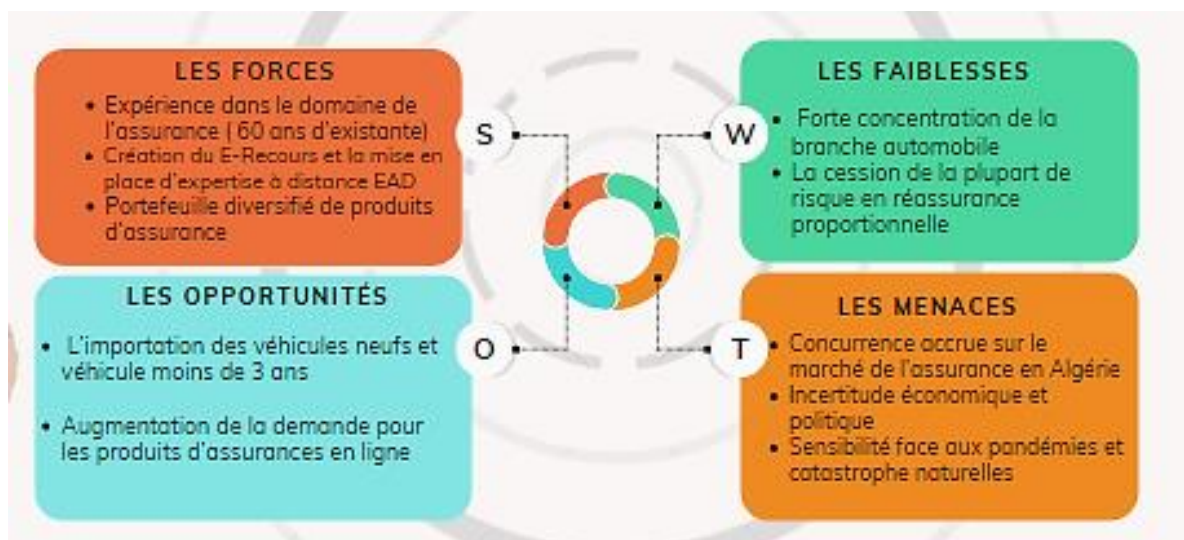 LES FORCES
• Expérience dans le domaine de
l'assurance ( 60 ans d'existante)
• Création du E-Recours et la mise en
place d'expertise à distance EAD
• Portefeuille diversifié de produits
d'assurance
S
LES FAIBLESSES
• Forte concentration de la
branche automobile
• La cession de la plupart de
risque en réassurance
proportionnelle
W
LES OPPORTUNITÉS
• L'importation des véhicules neufs et
véhicule moins de 3 ans
• Augmentation de la demande pour
les produits d'assurances en ligne
O
LES MENACES
• Concurrence accrue sur le
marché de l'assurance en Algérie
• Incertitude économique et
politique
• Sensibilité face aux pandémies et
catastrophe naturelles
T